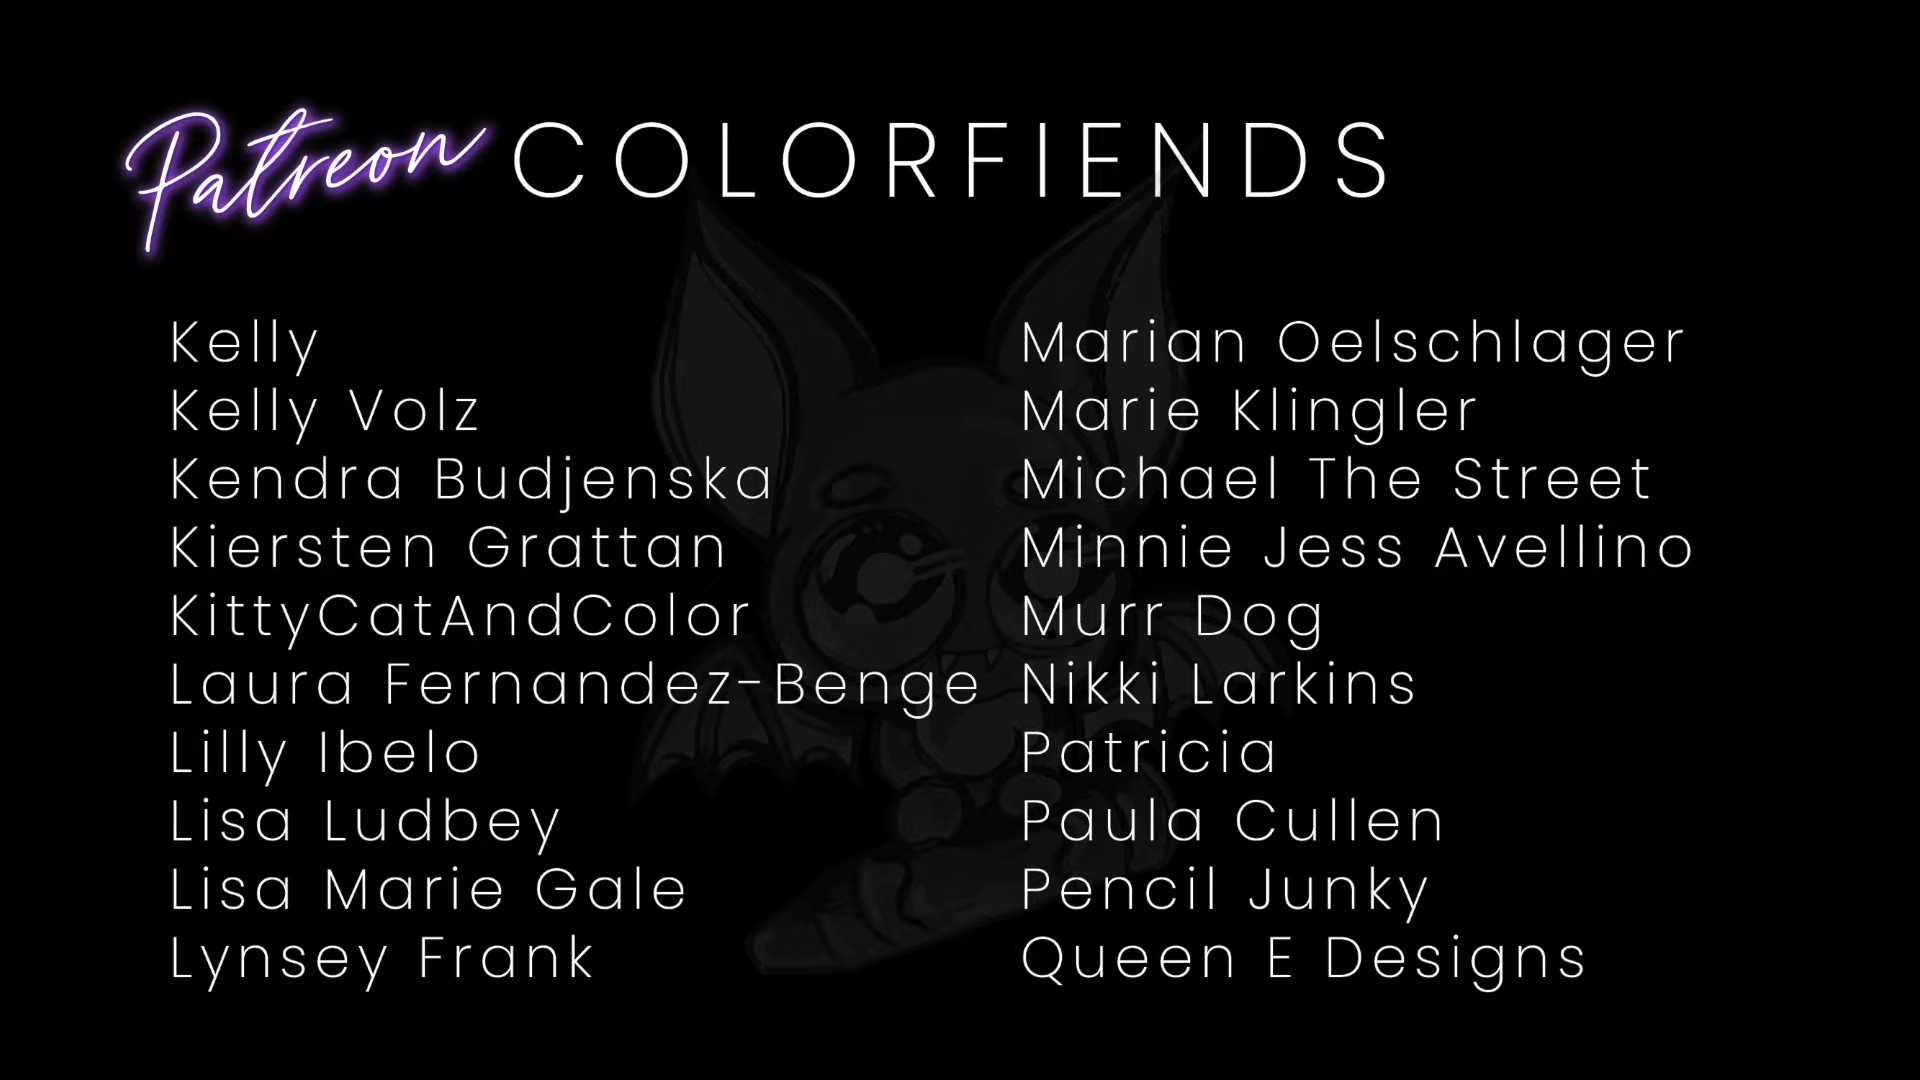 Patreon COLORFIENDS
Kelly
Kelly Volz
Kendra Budjenska
Kiersten Grattan
KittyCatAndColor
Laura Fernandez-Benge
Lilly Ibelo
Lisa Ludbey
Lisa Marie Gale
Lynsey Frank
Marian Oelschlager
Marie Klingler
Michael The Street
Minnie Jess Avellino
Murr Dog
Nikki Larkins
Patricia
Paula Cullen
Pencil Junky
Queen E Designs